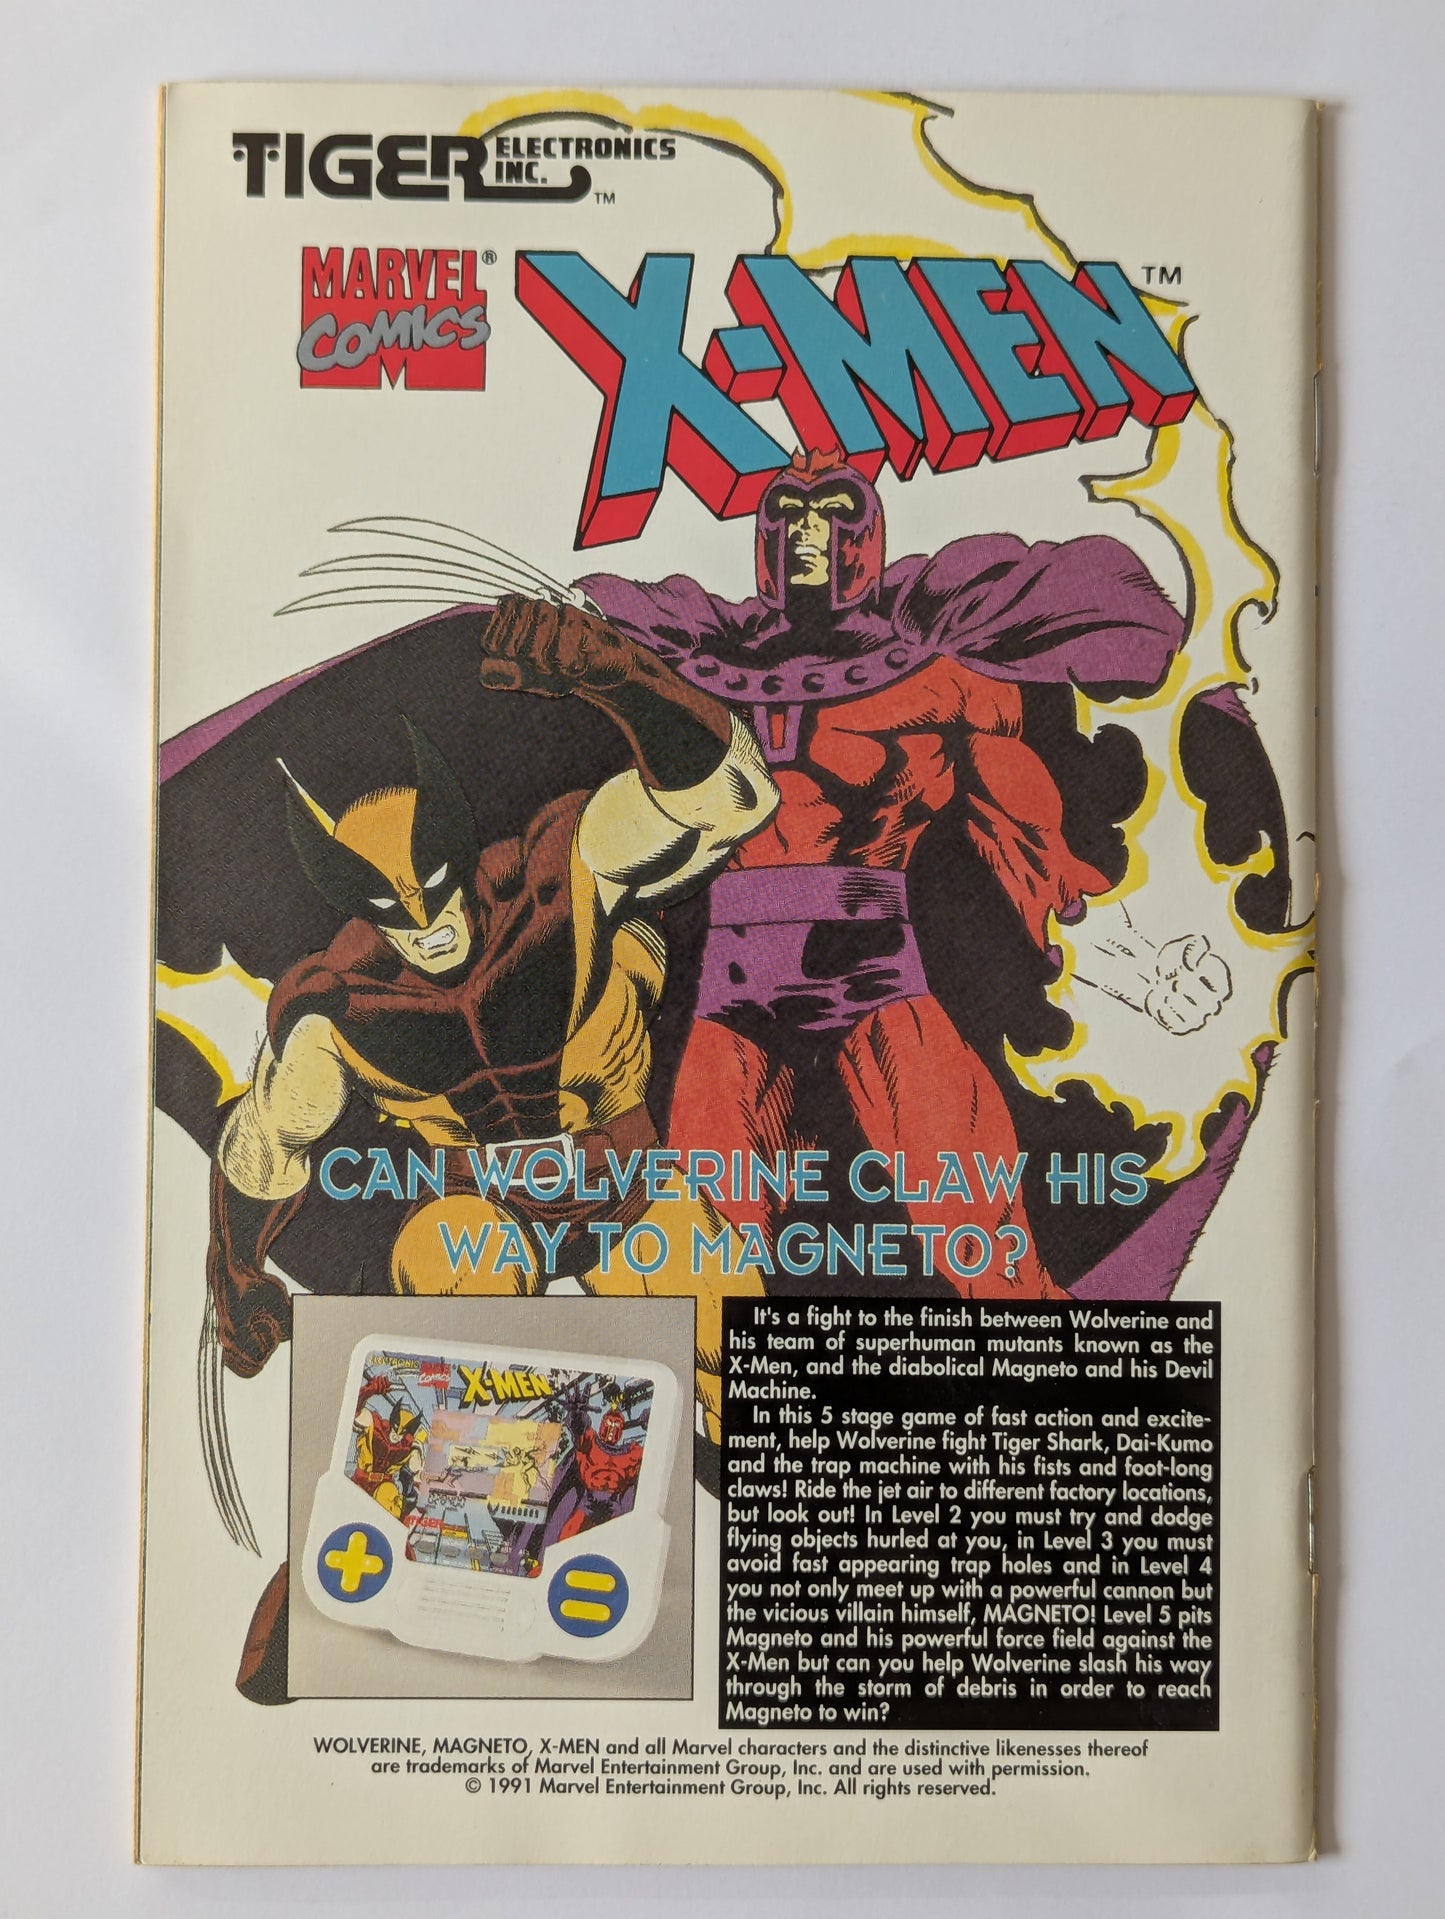 TIGER ELECTRONICS INC. ™
MARVEL® COMICS
X-MEN™
CAN WOLVERINE CLAW HIS
WAY TO MAGNETO?
X-MEN
It's a fight to the finish between Wolverine and
his team of superhuman mutants known as the
X-Men, and the diabolical Magneto and his Devil
Machine.
In this 5 stage game of fast action and excite-
ment, help Wolverine fight Tiger Shark, Dai-Kumo
and the trap machine with his fists and foot-long
claws! Ride the jet air to different factory locations,
but look out! In Level 2 you must try and dodge
flying objects hurled at you, in Level 3 you must
avoid fast appearing trap holes and in Level 4
you not only meet up with a powerful cannon but
the vicious villain himself, MAGNETO! Level 5 pits
Magneto and his powerful force field against the
X-Men but can you help Wolverine slash his way
through the storm of debris in order to reach
Magneto to win?
WOLVERINE, MAGNETO, X-MEN and all Marvel characters and the distinctive likenesses thereof
are trademarks of Marvel Entertainment Group, Inc. and are used with permission.
© 1991 Marvel Entertainment Group, Inc. All rights reserved.